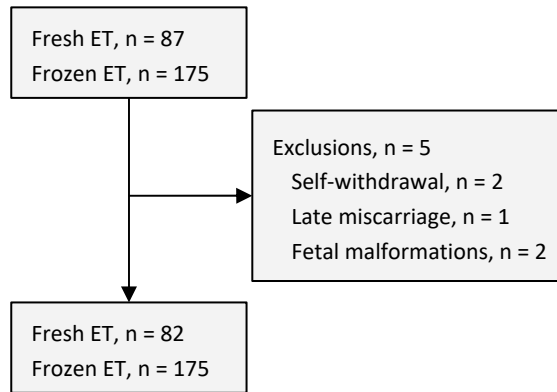 Fresh ET, n = 87
Frozen ET, n = 175
Exclusions, n = 5
Self-withdrawal, n = 2
Late miscarriage, n = 1
Fetal malformations, n = 2
Fresh ET, n = 82
Frozen ET, n = 175